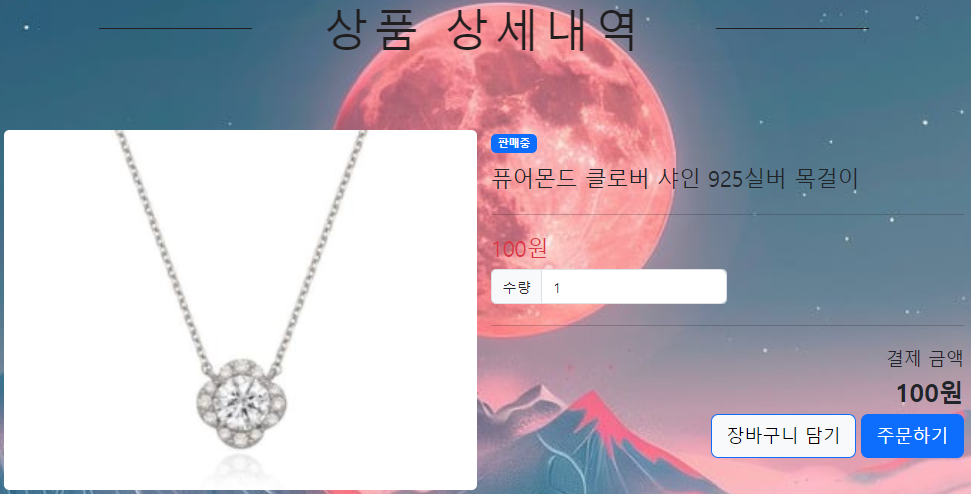 상품 상세내역
판매중
퓨어몬드 클로버 샤인 925실버 목걸이
100원
수량 1
결제 금액
100원
장바구니 담기 주문하기